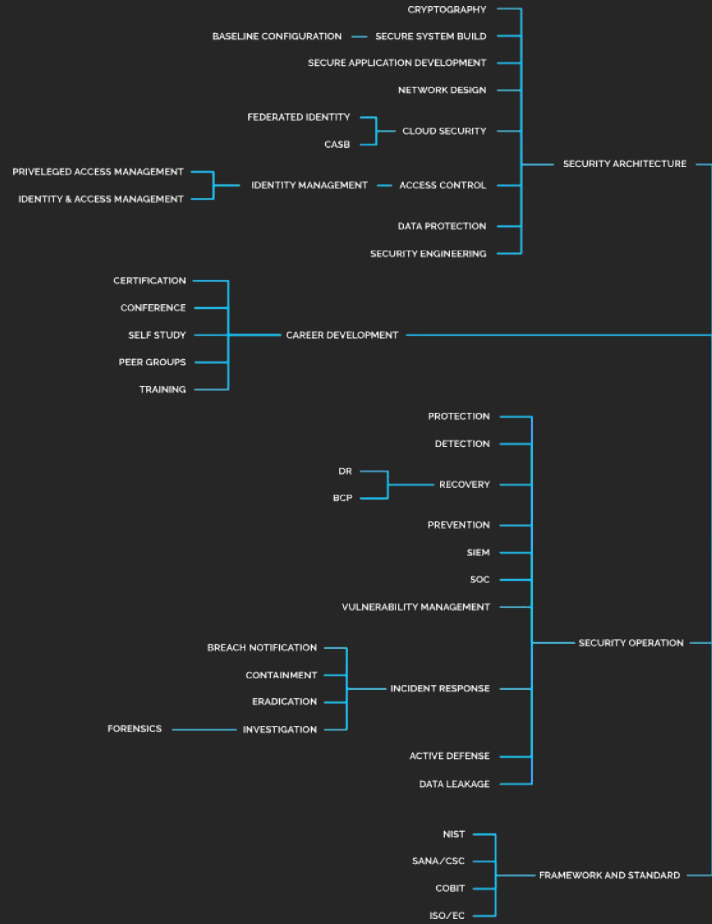 CRYPTOGRAPHY
BASELINE CONFIGURATION
SECURE SYSTEM BUILD
SECURE APPLICATION DEVELOPMENT
NETWORK DESIGN
FEDERATED IDENTITY
CLOUD SECURITY
CASB
SECURITY ARCHITECTURE
PRIVELEGED ACCESS MANAGEMENT
IDENTITY MANAGEMENT
ACCESS CONTROL
IDENTITY & ACCESS MANAGEMENT
DATA PROTECTION
SECURITY ENGINEERING
CERTIFICATION
CONFERENCE
SELF STUDY
CAREER DEVELOPMENT
PEER GROUPS
TRAINING
PROTECTION
DETECTION
DR
RECOVERY
BCP
PREVENTION
SIEM
SOC
VULNERABILITY MANAGEMENT
SECURITY OPERATION
BREACH NOTIFICATION
CONTAINMENT
INCIDENT RESPONSE
ERADICATION
FORENSICS
INVESTIGATION
ACTIVE DEFENSE
DATA LEAKAGE
NIST
SANA/CSC
FRAMEWORK AND STANDARD
COBIT
ISO/EC